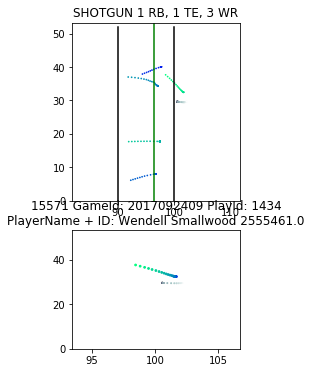 SHOTGUN 1 RB, 1 TE, 3 WR
50
40
30
20
10
0
90 100 110
15571 GameId: 2017092409 PlayId: 1434
PlayerName + ID: Wendell Smallwood 2555461.0
40
20
0
95 100 105